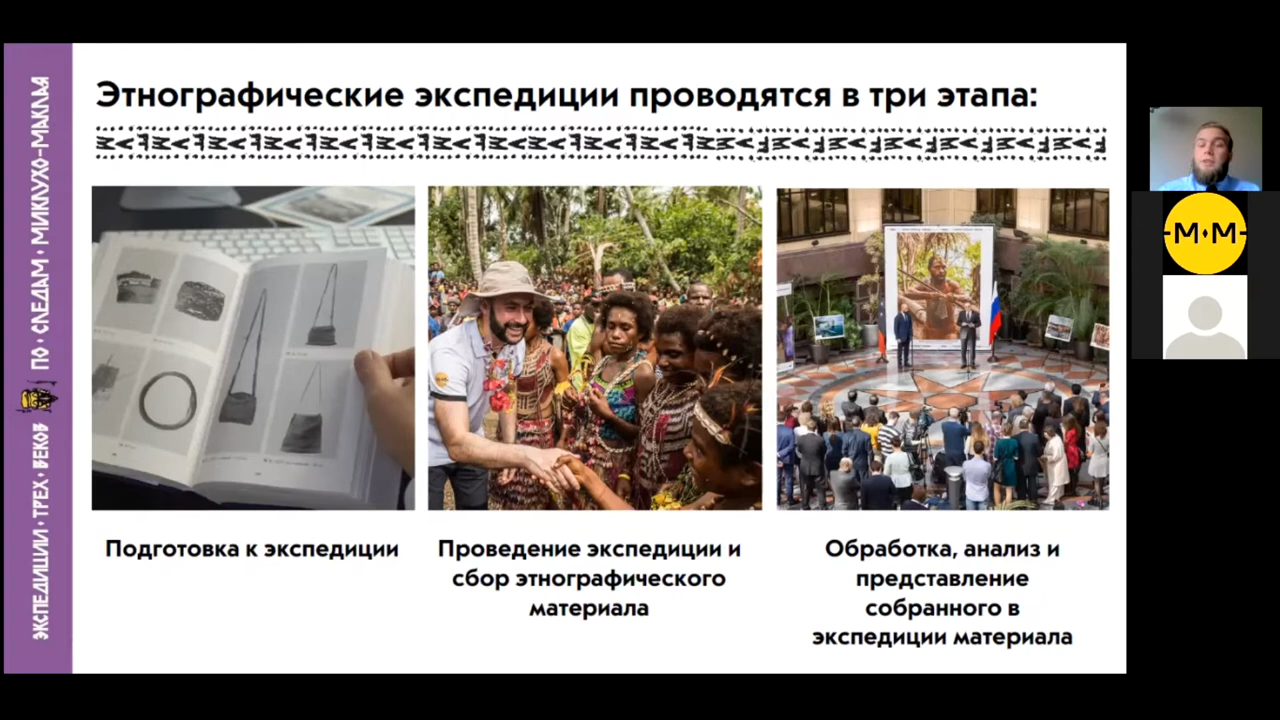 Этнографические экспедиции проводятся в три этапа:
ЭКСПЕДИЦИИ • ТРЕХ • ВЕКОВ
ПО • СЛЕДАМ • МИКЛУХО-МАКЛАЯ
Подготовка к экспедиции
Проведение экспедиции и
сбор этнографического
материала
Обработка, анализ и
представление
собранного в
экспедиции материала
М•М
М•М